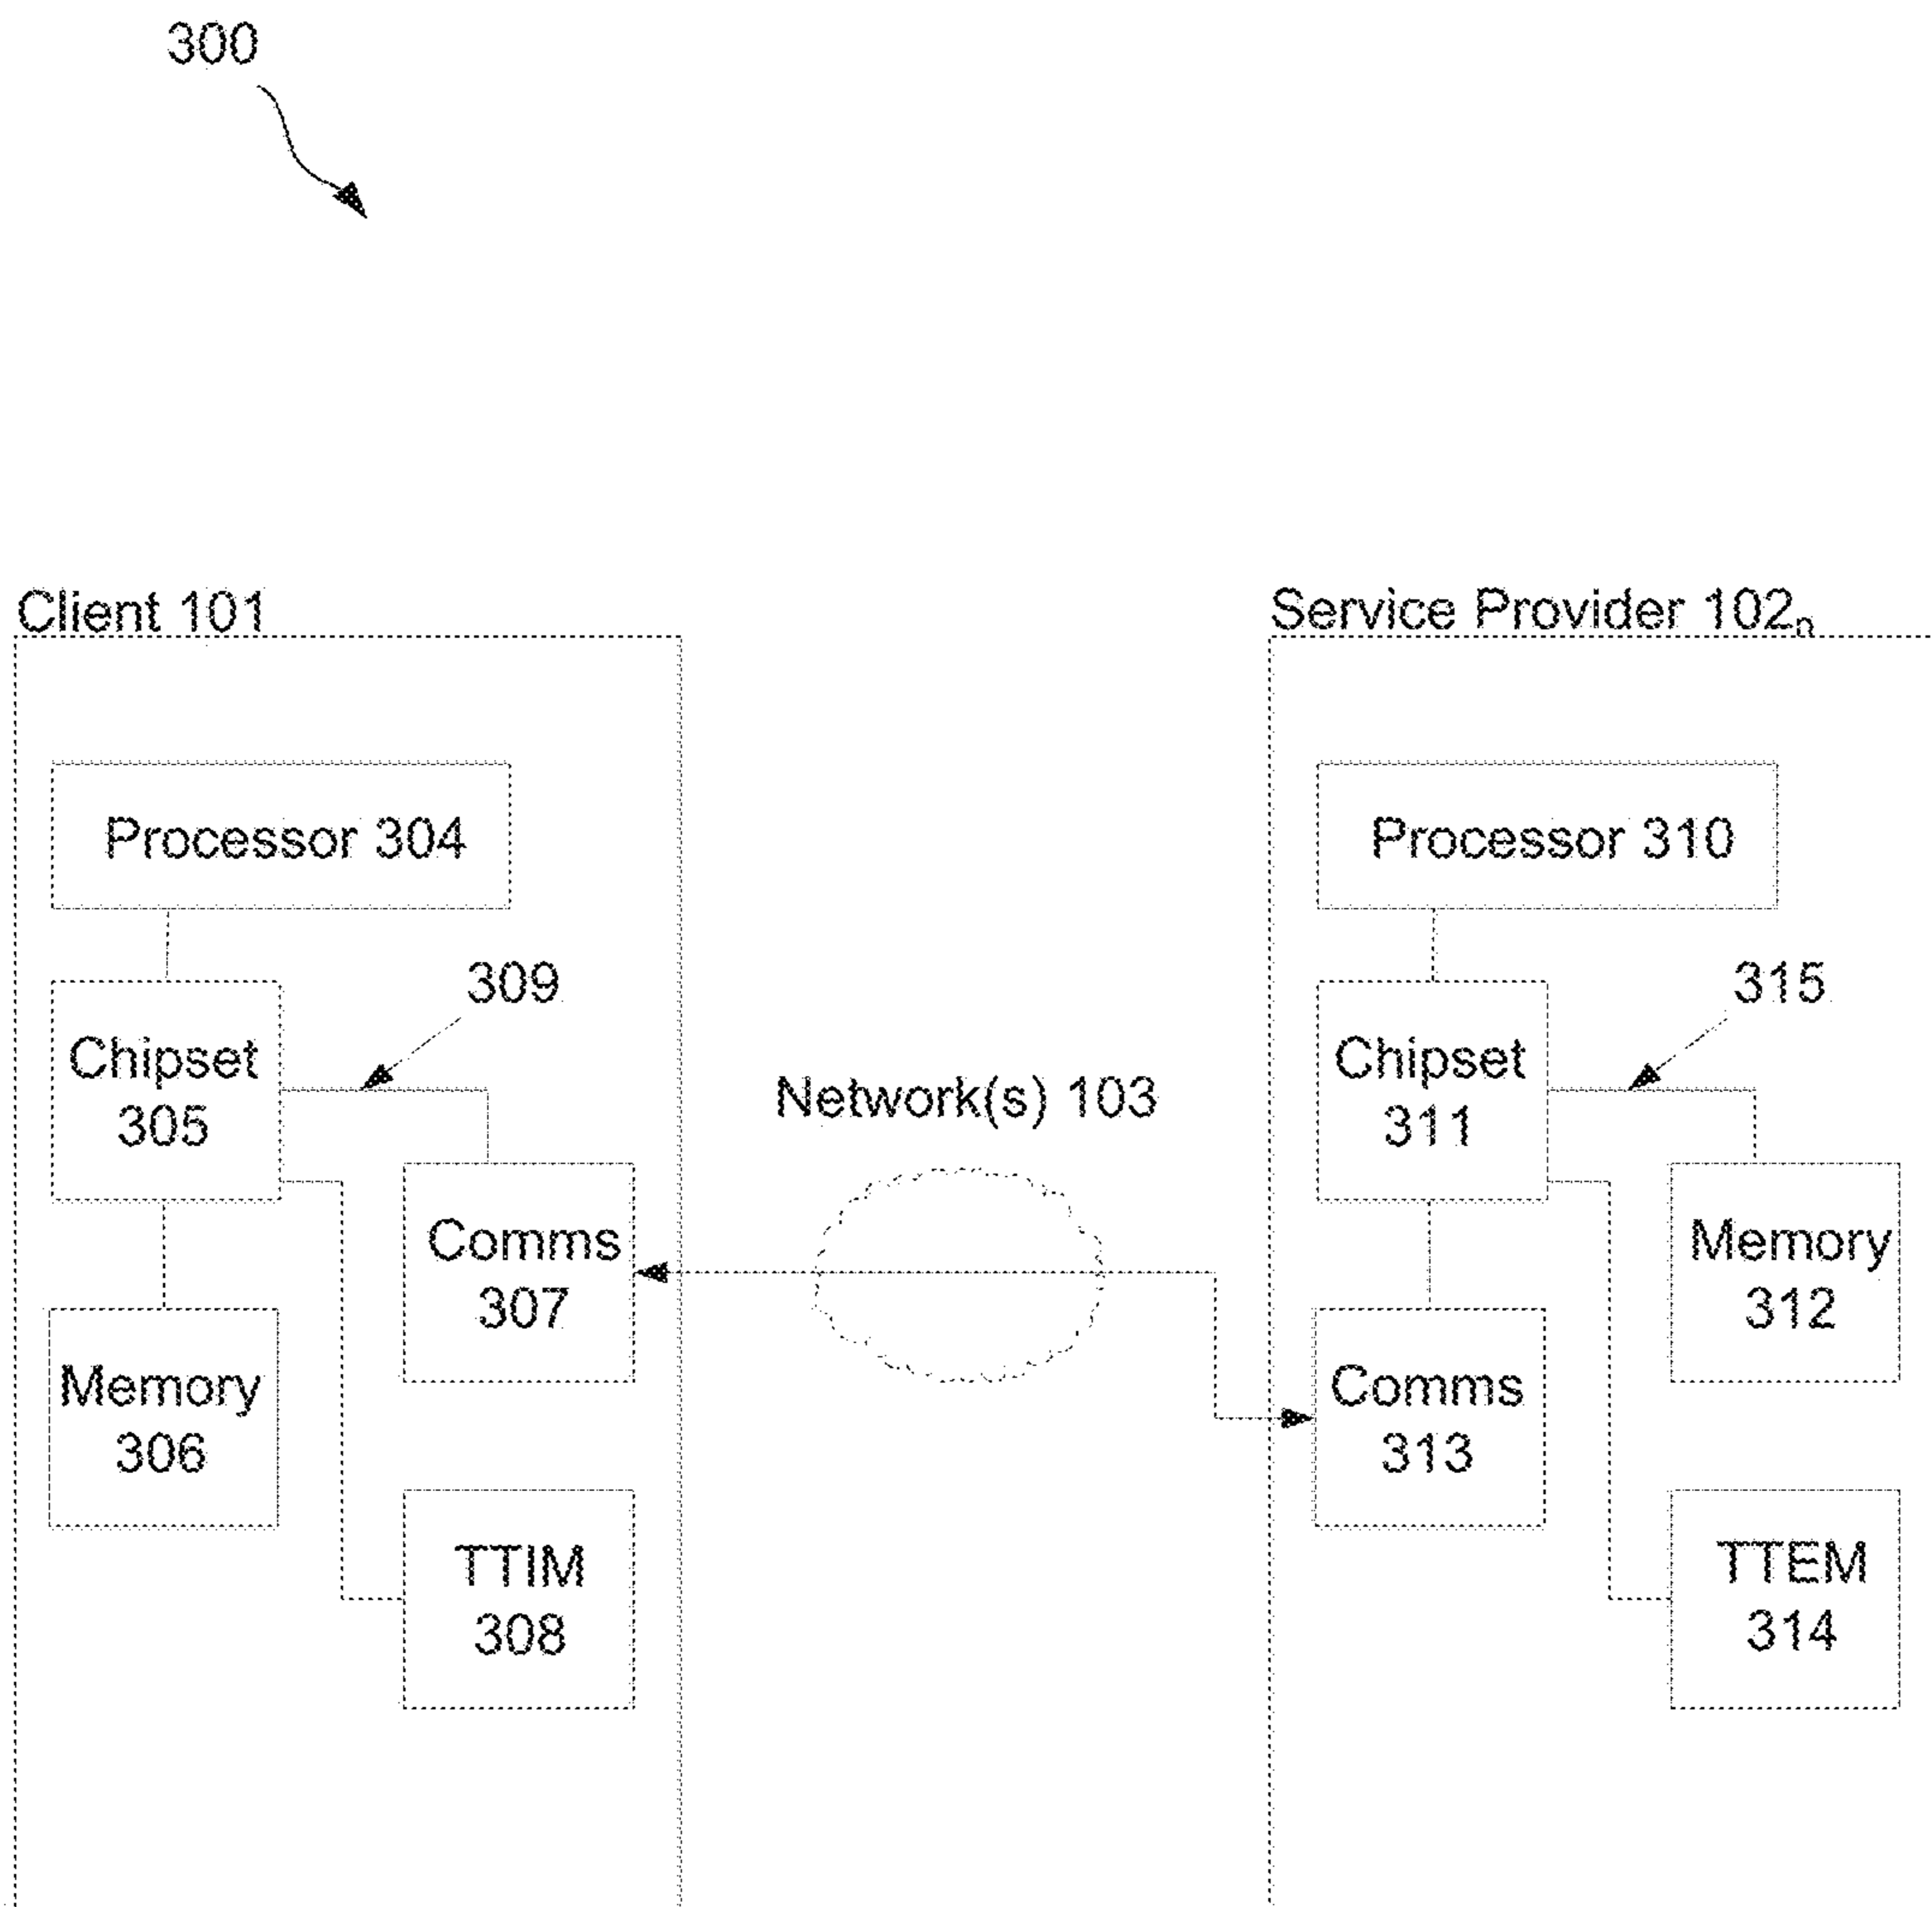 300
Client 101
Processor 304
309
Chipset
305
Comms
307
Memory
306
TTIM
308
Network(s) 103
Service Provider 102n
Processor 310
315
Chipset
311
Memory
312
Comms
313
TTEM
314